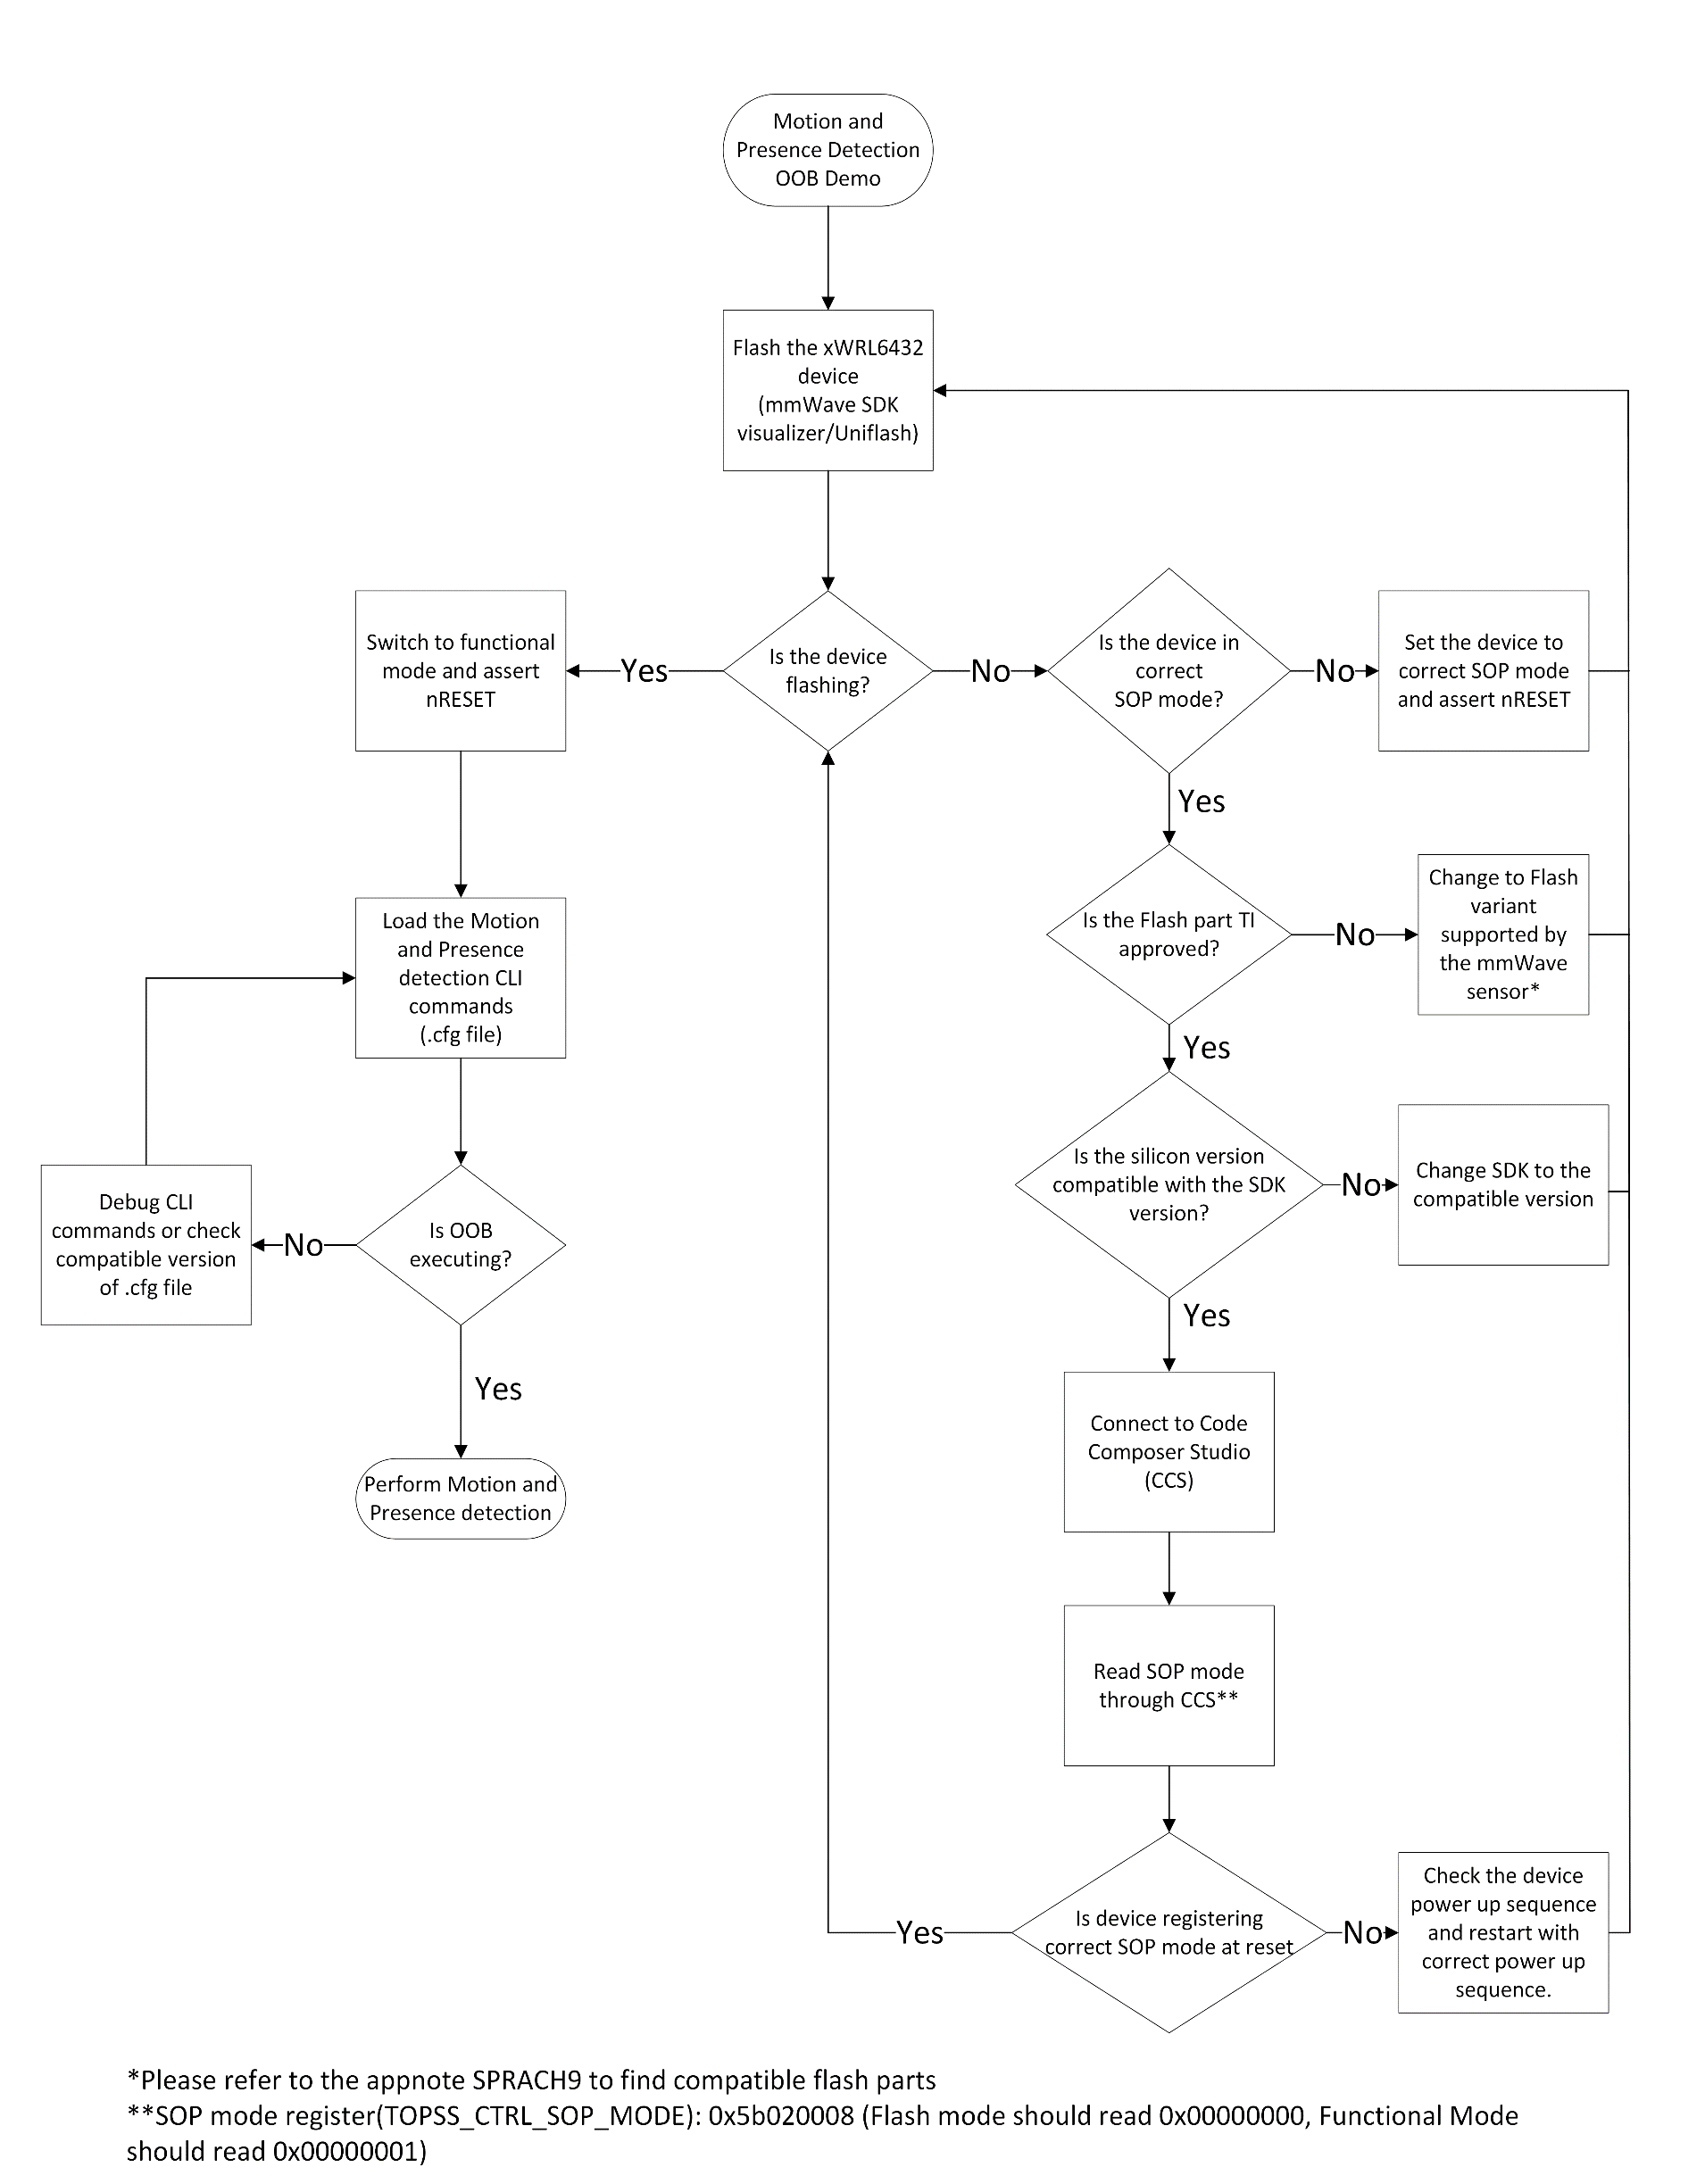 Motion and
Presence Detection
OOB Demo
Flash the xWRL6432
device
(mmWave SDK
visualizer/Uniflash)
Is the device
flashing?
Yes
No
Switch to functional
mode and assert
nRESET
Is the device in
correct
SOP mode?
No
Set the device to
correct SOP mode
and assert nRESET
Yes
Is the Flash part TI
approved?
No
Change to Flash
variant
supported by
the mmWave
sensor*
Yes
Load the Motion
and Presence
detection CLI
commands
(.cfg file)
Is the silicon version
compatible with the SDK
version?
No
Change SDK to the
compatible version
Yes
Is OOB
executing?
No
Debug CLI
commands or check
compatible version
of .cfg file
Yes
Perform Motion and
Presence detection
Connect to Code
Composer Studio
(CCS)
Read SOP mode
through CCS**
Is device registering
correct SOP mode at reset
Yes
No
Check the device
power up sequence
and restart with
correct power up
sequence.
*Please refer to the appnote SPRACH9 to find compatible flash parts
**SOP mode register(TOPSS_CTRL_SOP_MODE): 0x5b020008 (Flash mode should read 0x00000000, Functional Mode
should read 0x00000001)